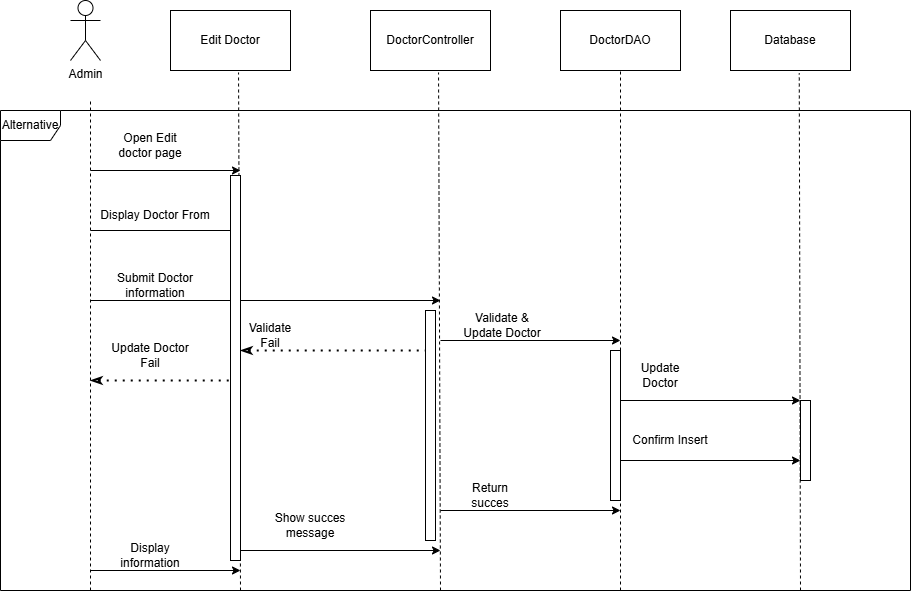 Admin
Edit Doctor
DoctorController
DoctorDAO
Database
Alternative
Open Edit
doctor page
Display Doctor From
Submit Doctor
information
Validate
Fail
Validate &
Update Doctor
Update Doctor
Fail
Update
Doctor
Confirm Insert
Return
succes
Show succes
message
Display
information